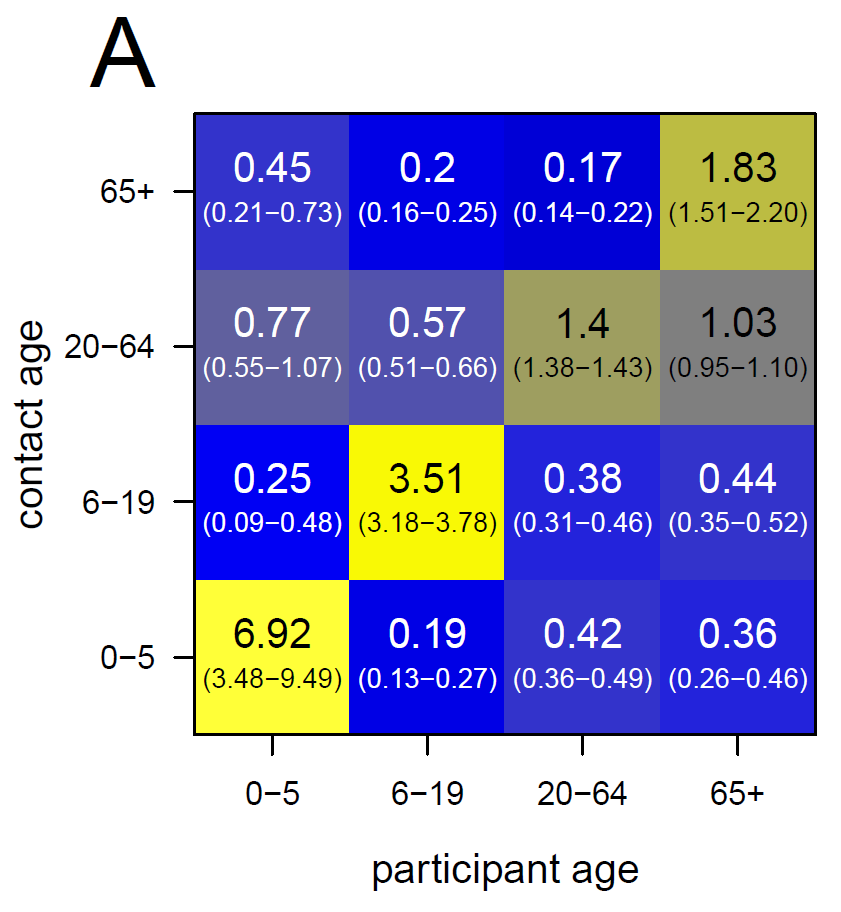 A
contact age
65+
0.45 0.2 0.17 1.83
(0.21−0.73) (0.16−0.25) (0.14−0.22) (1.51−2.20)
20−64
0.77 0.57 1.4 1.03
(0.55−1.07) (0.51−0.66) (1.38−1.43) (0.95−1.10)
6−19
0.25 3.51 0.38 0.44
(0.09−0.48) (3.18−3.78) (0.31−0.46) (0.35−0.52)
0−5
6.92 0.19 0.42 0.36
(3.48−9.49) (0.13−0.27) (0.36−0.49) (0.26−0.46)
0−5 6−19 20−64 65+
participant age